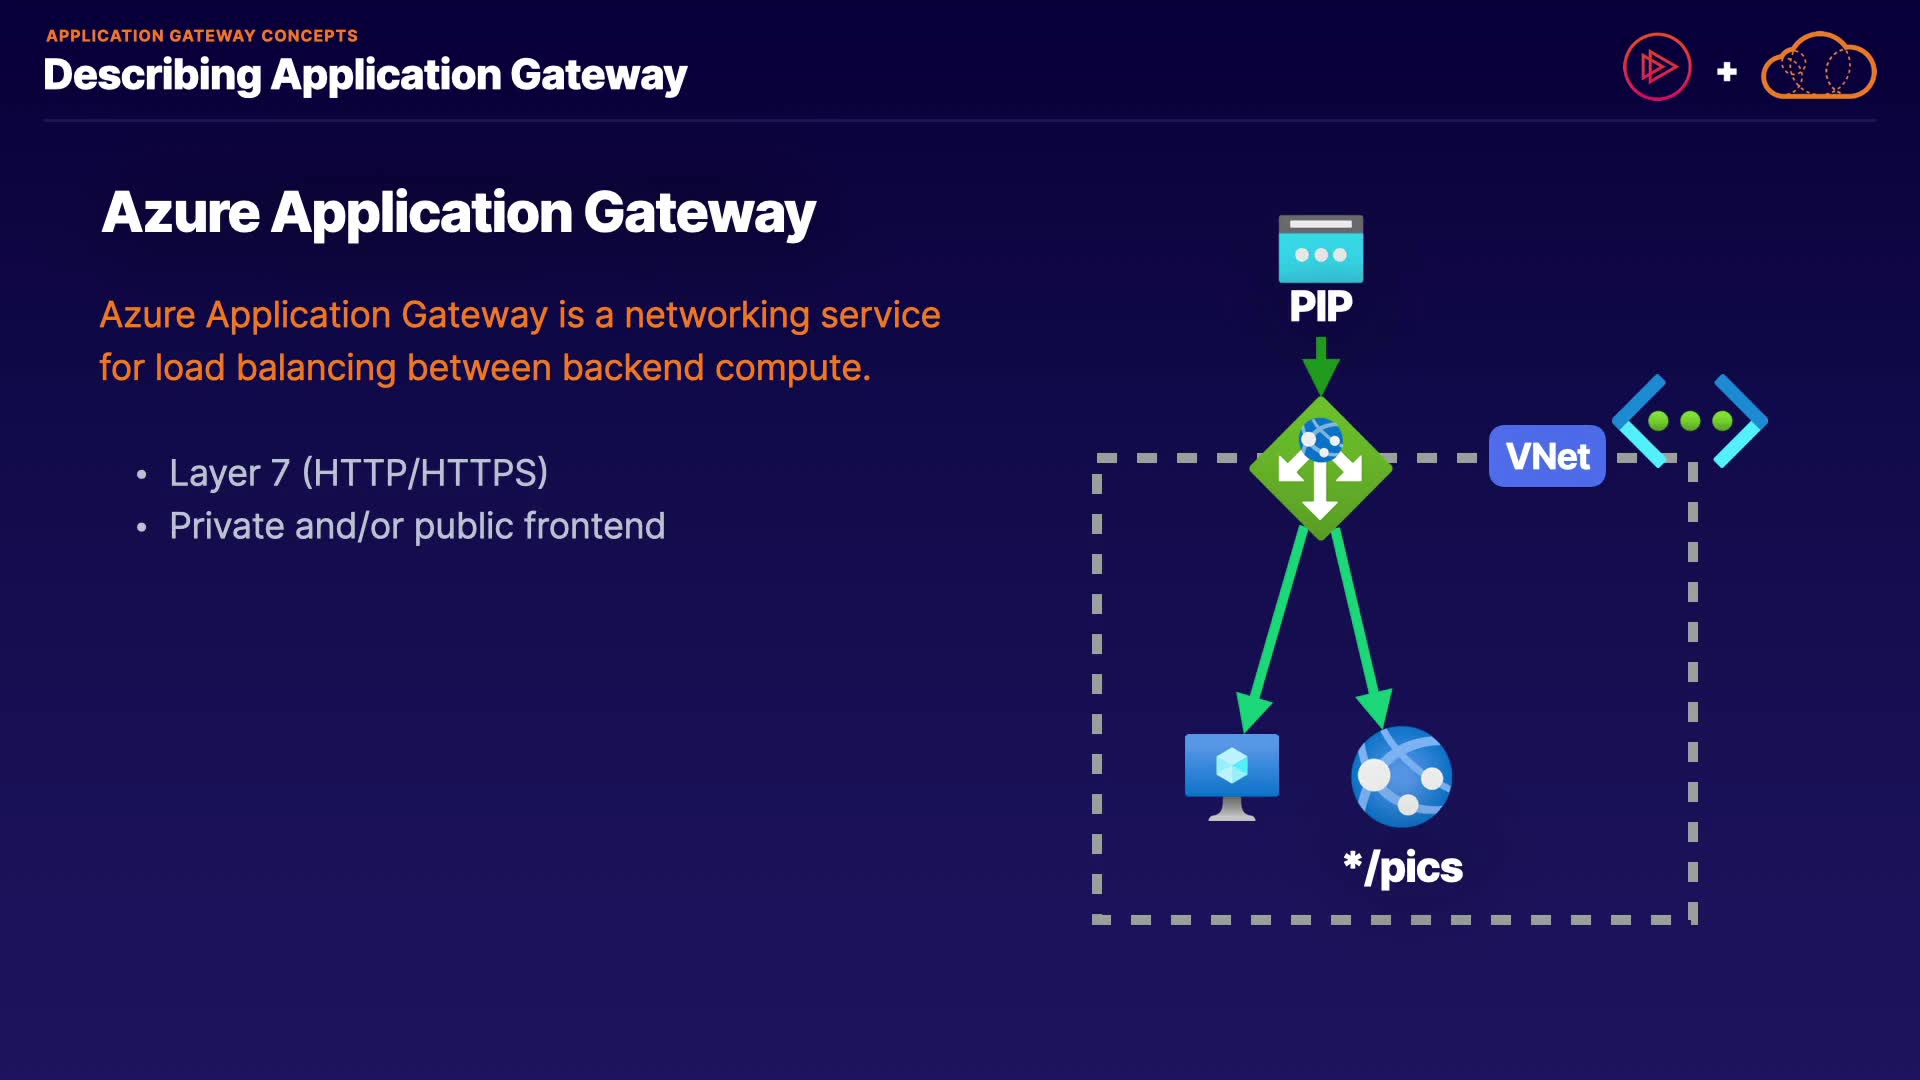 APPLICATION GATEWAY CONCEPTS
Describing Application Gateway
Azure Application Gateway
Azure Application Gateway is a networking service
for load balancing between backend compute.
• Layer 7 (HTTP/HTTPS)
• Private and/or public frontend
PIP
VNet
*/pics